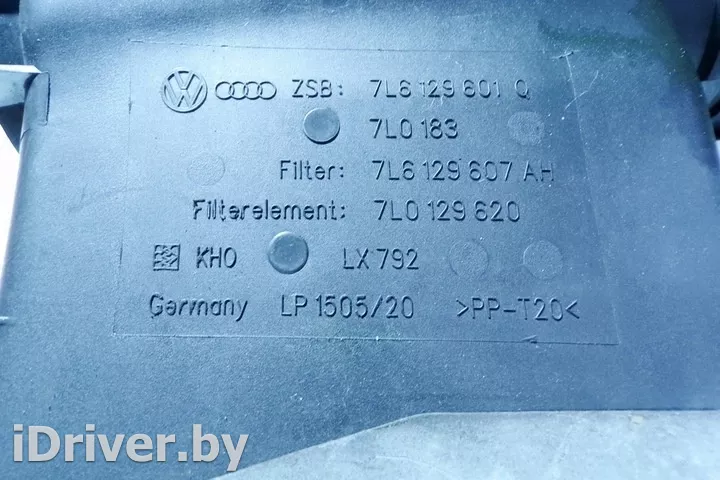 ZSB: 7L6 129 601 Q
7L0 183
Filter: 7L6 129 607 AH
Filterelement: 7L0 129 620
KHO LX 792
Germany LP 1505/20 >PP-T20<
iDriver.by